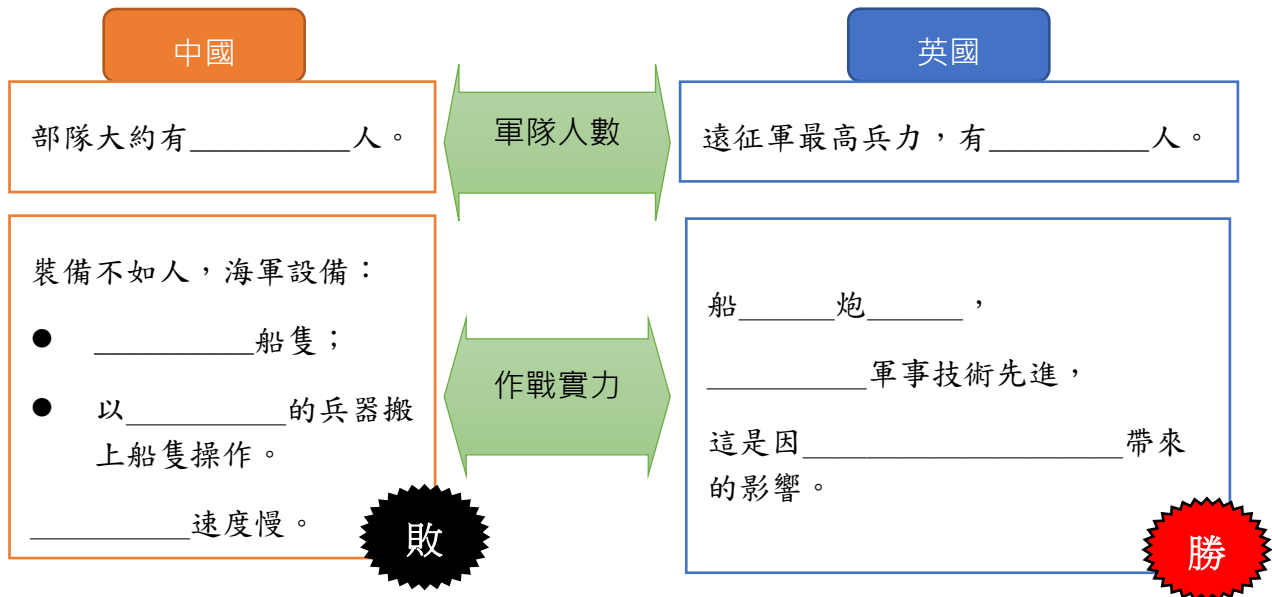 中國
英國
部隊大約有__________人。
軍隊人數
遠征軍最高兵力，有__________人。
裝備不如人，海軍設備：
● __________船隻；
● 以__________的兵器搬
上船隻操作。
__________速度慢。
敗
作戰實力
船______炮______，
__________軍事技術先進，
這是因____________________帶來
的影響。
勝